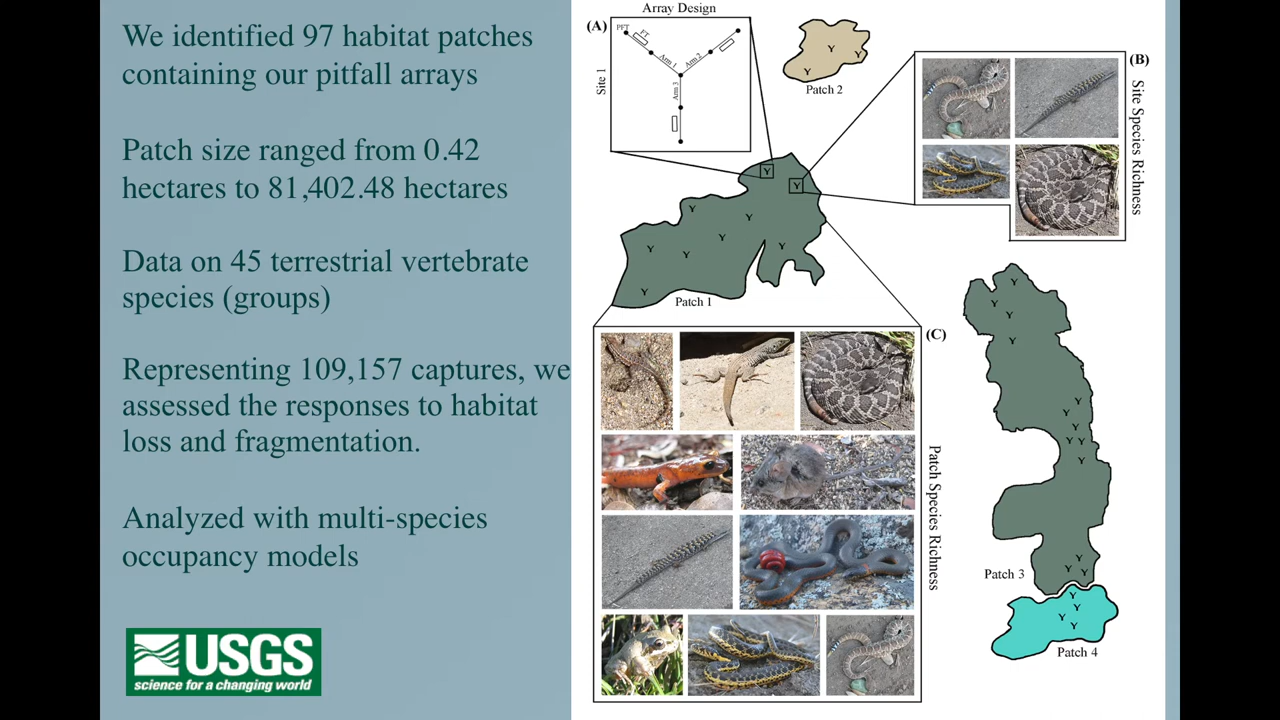 We identified 97 habitat patches
containing our pitfall arrays
Patch size ranged from 0.42
hectares to 81,402.48 hectares
Data on 45 terrestrial vertebrate
species (groups)
Representing 109,157 captures, we
assessed the responses to habitat
loss and fragmentation.
Analyzed with multi-species
occupancy models
USGS
science for a changing world
Array Design
(A)
PFT
FT
Arm 1
Arm 2
Arm 3
Site 1
Patch 2
Y
Y
Y
(B)
Site Species Richness
Y
Y
Y
Y
Y
Y
Y
Y
Y
Patch 1
(C)
Patch Species Richness
Y
Y
Y
Y
Y
Y
Y
Y
Y
Y
Y
Y
Y
Patch 3
Y
Y
Y
Y
Patch 4